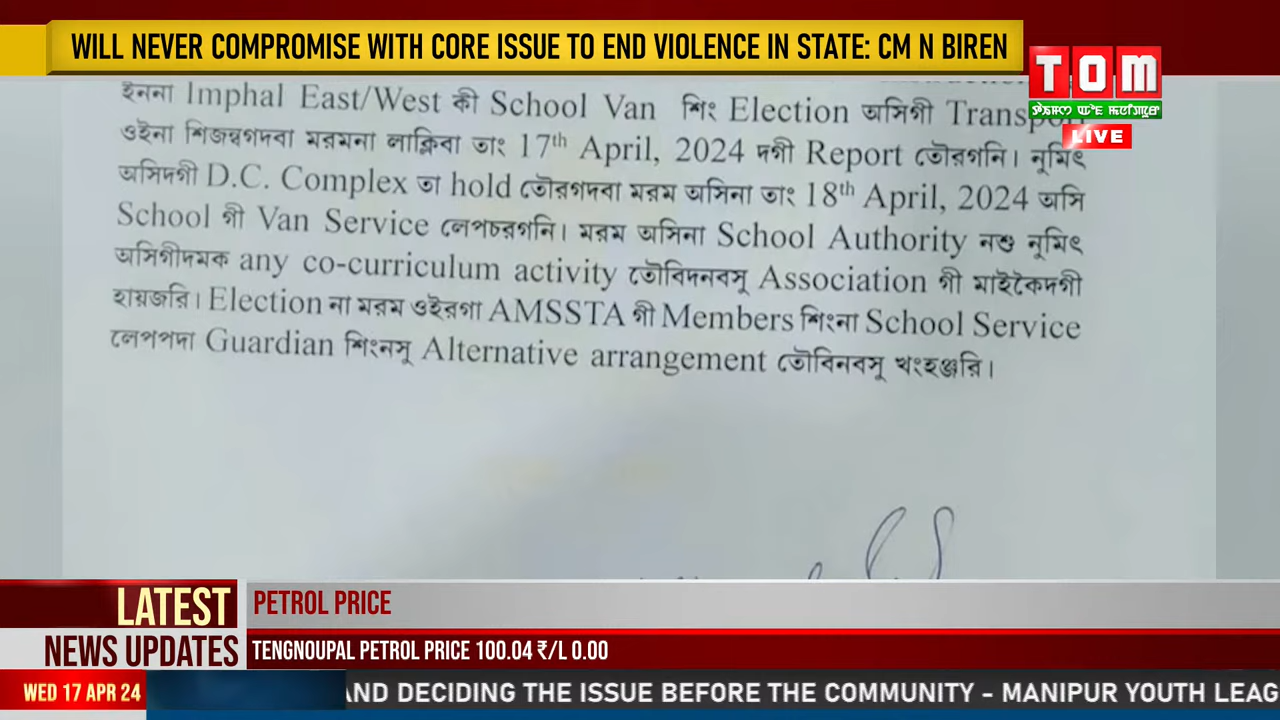 WILL NEVER COMPROMISE WITH CORE ISSUE TO END VIOLENCE IN STATE: CM N BIREN
TOM
LIVE
ইননা Imphal East/West কী School Van শিং Election অসিগী Transport
ওইনা শিজিন্নগদবা মরমনা লাক্লিবা তাং 17th April, 2024 দগী Report তৌরগনি। নুমিৎ
অসিদগী D.C. Complex তা hold তৌরগদবা মরম অসিনা তাং 18th April, 2024 অসি
School গী Van Service লেপচরগনি। মরম অসিনা School Authority নশু নুমিৎ
অসিগীদমক any co-curriculum activity তৌবিদনবসু Association গী মাইকৈদগী
হায়জরি। Election না মরম ওইরগা AMSSTA গী Members শিংনা School Service
লেপপদা Guardian শিংনসু Alternative arrangement তৌবিনবসু খংহঞ্জরি।
LATEST
NEWS UPDATES
PETROL PRICE
TENGNOUPAL PETROL PRICE 100.04 ₹/L 0.00
WED 17 APR 24
AND DECIDING THE ISSUE BEFORE THE COMMUNITY - MANIPUR YOUTH LEAG